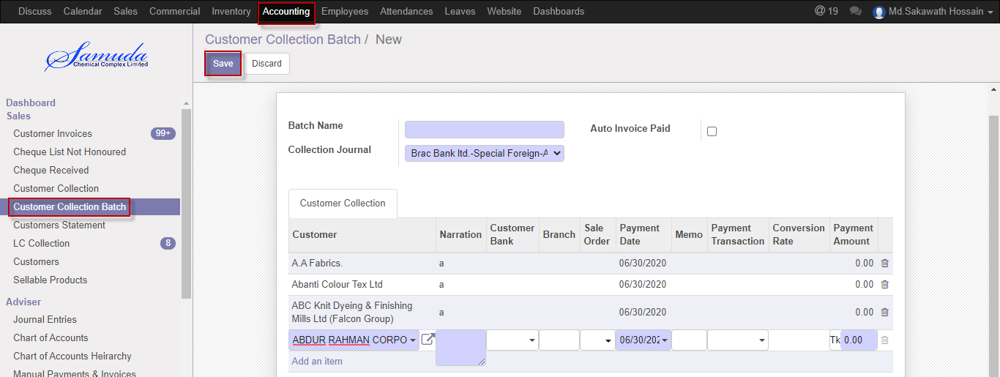 Discuss Calendar Sales Commercial Inventory Accounting Employees Attendances Leaves Website Dashboards @ 19 Md.Sakawath Hossain
Samuda
Chemical Complex Limited
Customer Collection Batch / New
Save Discard
Dashboard
Sales
Customer Invoices 99+
Cheque List Not Honoured
Cheque Received
Customer Collection
Customer Collection Batch
Customers Statement
LC Collection 8
Customers
Sellable Products
Adviser
Journal Entries
Chart of Accounts
Chart of Accounts Heirarchy
Manual Payments & Invoices
Batch Name Auto Invoice Paid
Collection Journal Brac Bank ltd.-Special Foreign-A
Customer Collection
Customer Narration Customer Bank Branch Sale Order Payment Date Memo Payment Transaction Conversion Rate Payment Amount
A.A Fabrics. a 06/30/2020 0.00
Abanti Colour Tex Ltd a 06/30/2020 0.00
ABC Knit Dyeing & Finishing
Mills Ltd (Falcon Group) a 06/30/2020 0.00
ABDUR RAHMAN CORPO 06/30/202 Tk 0.00
Add an item